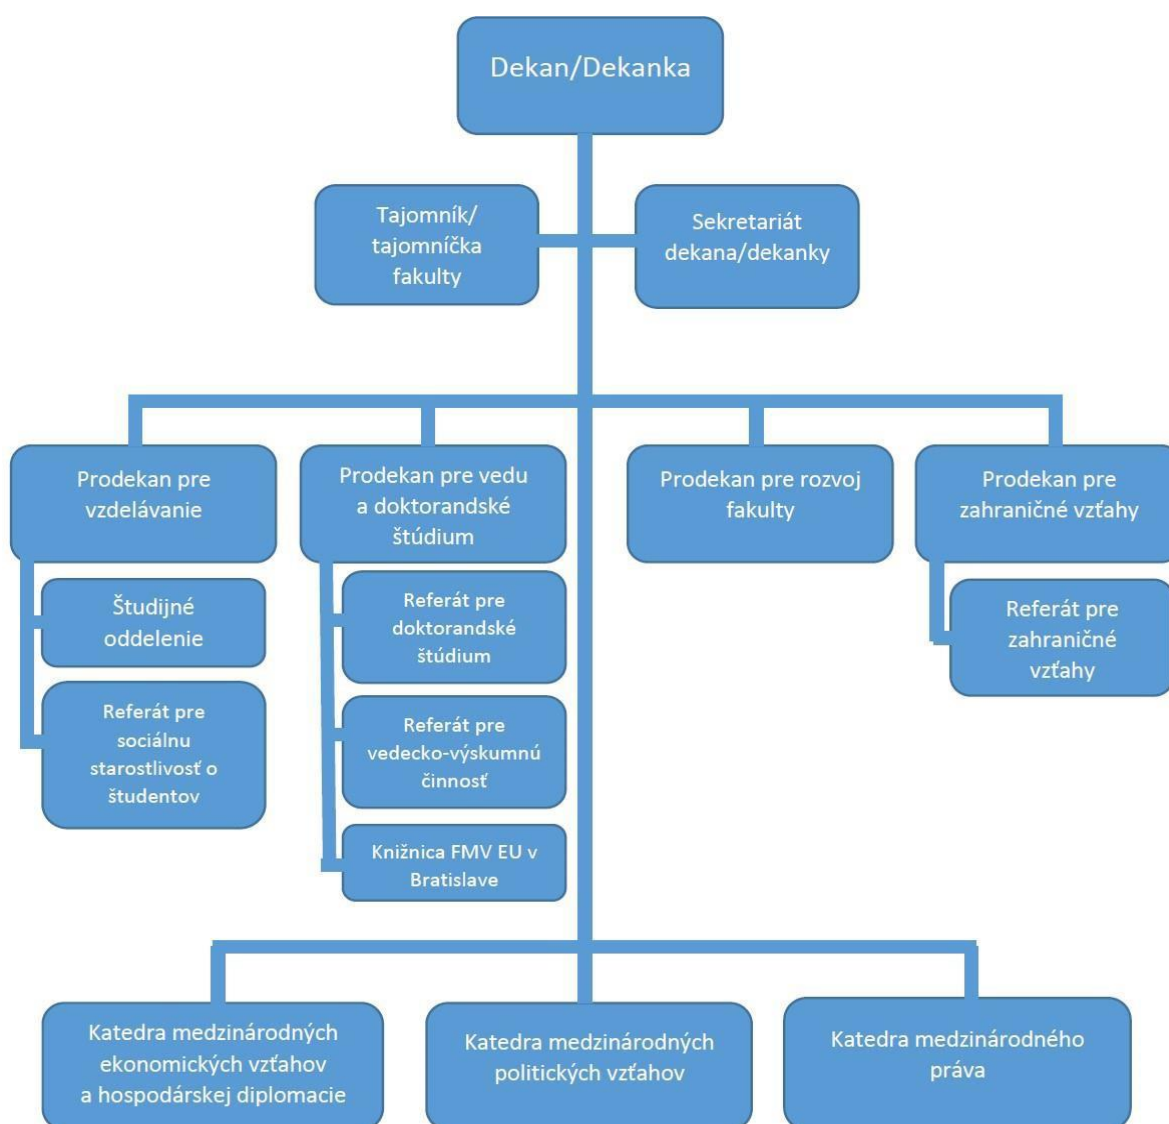 Dekan/Dekanka
Tajomník/
tajomníčka
fakulty
Sekretariát
dekana/dekanky
Prodekan pre
vzdelávanie
Prodekan pre vedu
a doktorandské
štúdium
Prodekan pre rozvoj
fakulty
Prodekan pre
zahraničné vzťahy
Študijné
oddelenie
Referát pre
sociálnu
starostlivosť o
študentov
Referát pre
doktorandské
štúdium
Referát pre
vedecko-výskumnú
činnosť
Knižnica FMV EU v
Bratislave
Referát pre
zahraničné
vzťahy
Katedra medzinárodných
ekonomických vzťahov
a hospodárskej diplomacie
Katedra medzinárodných
politických vzťahov
Katedra medzinárodného
práva